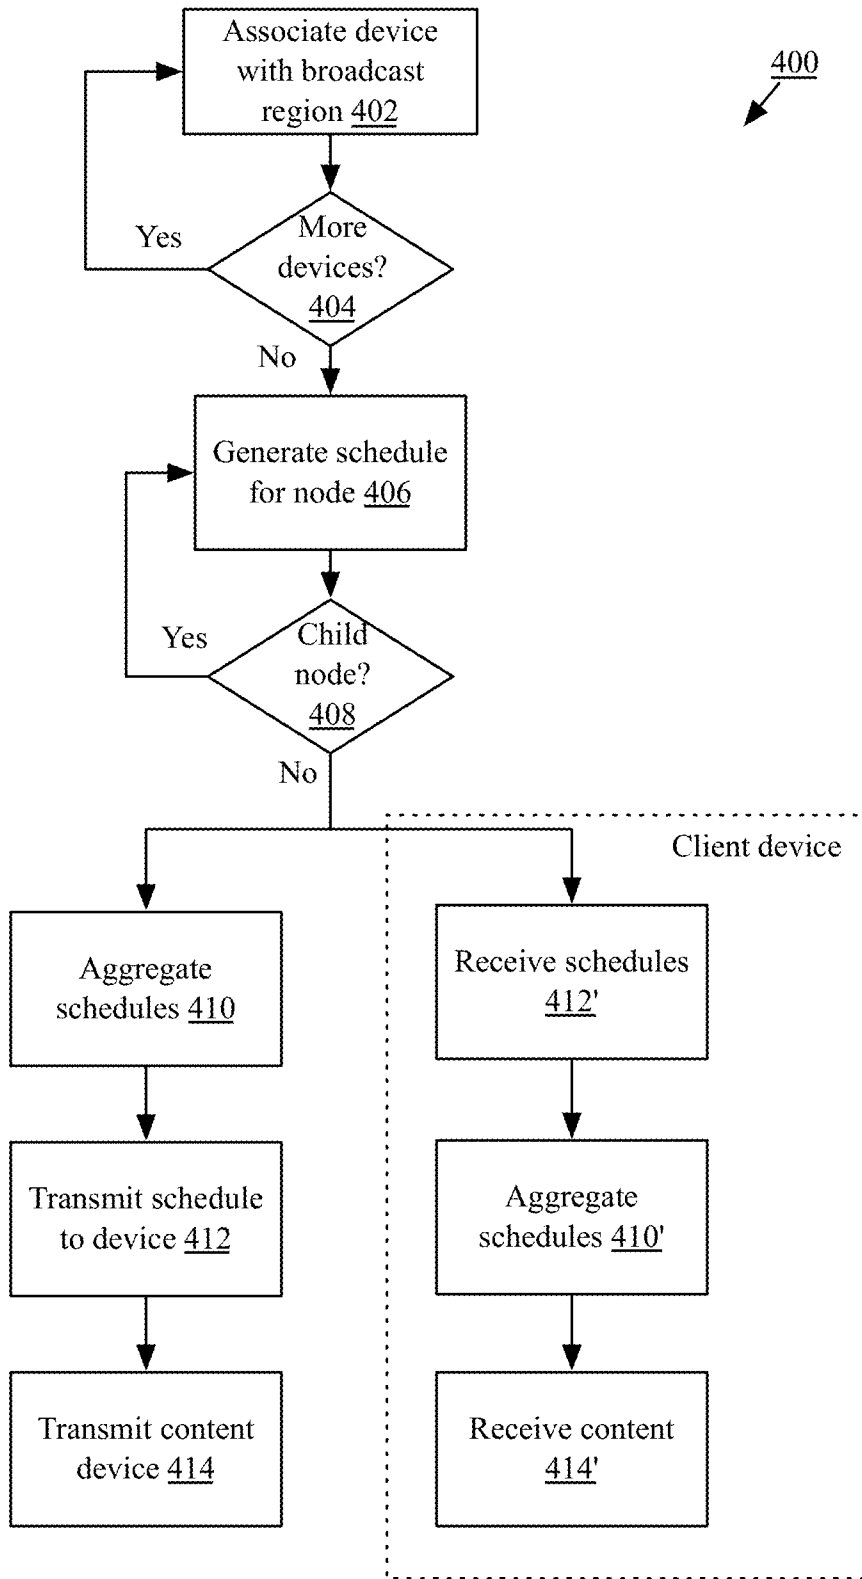 Associate device
with broadcast
region 402
400
Yes
More
devices?
404
No
Generate schedule
for node 406
Yes
Child
node?
408
No
Client device
Aggregate
schedules 410
Receive schedules
412'
Transmit schedule
to device 412
Aggregate
schedules 410'
Transmit content
device 414
Receive content
414'